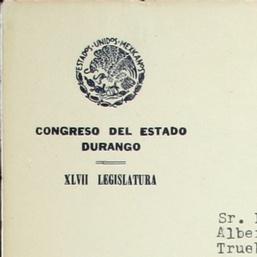 ESTADOS·UNIDOS·MEXICANOS
CONGRESO DEL ESTADO
DURANGO
XLVII LEGISLATURA
Sr.